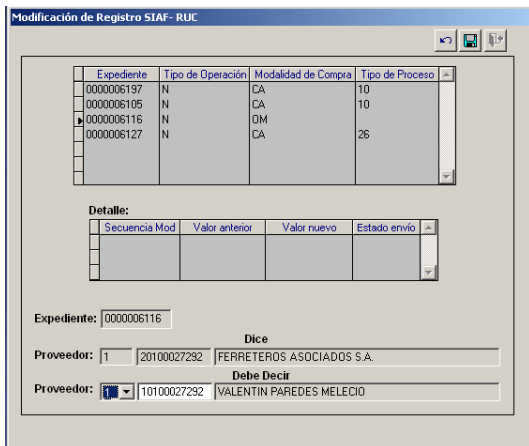 Modificación de Registro SIAF- RUC
Expediente Tipo de Operación Modalidad de Compra Tipo de Proceso
0000006197 N CA 10
0000006105 N CA 10
0000006116 N OM
0000006127 N CA 26
Detalle:
Secuencia Mod Valor anterior Valor nuevo Estado envío
Expediente: 0000006116
Dice
Proveedor: 1 20100027292 FERRETEROS ASOCIADOS S.A.
Debe Decir
Proveedor: 1 10100027292 VALENTIN PAREDES MELECIO